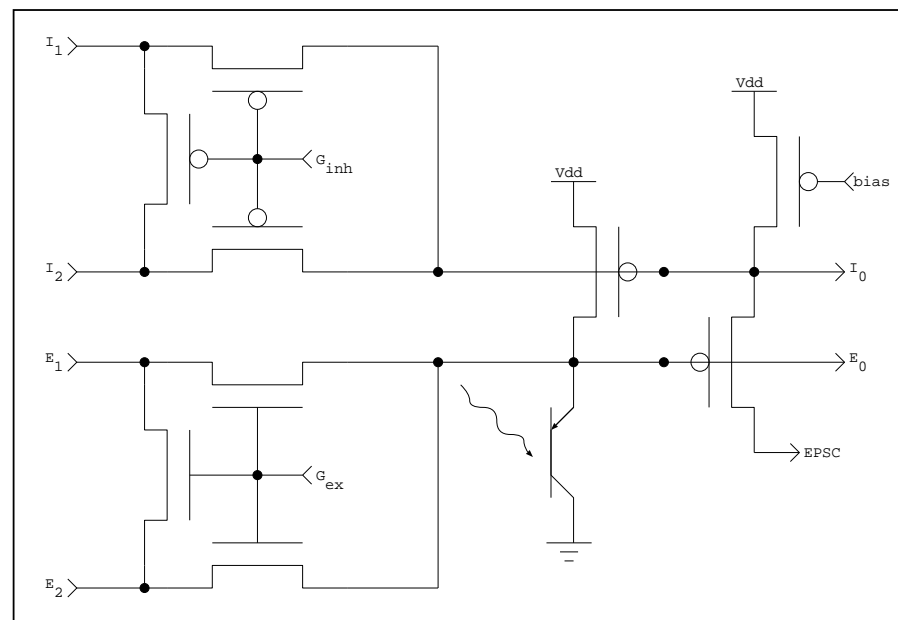 I1
Vdd
Ginh
Vdd
bias
I2
I0
E1
E0
EPSC
Gex
E2